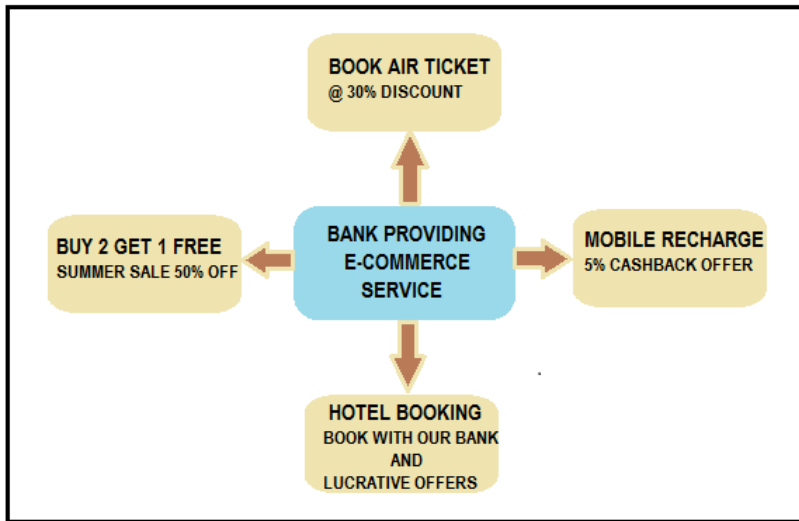 BOOK AIR TICKET
@ 30% DISCOUNT
BUY 2 GET 1 FREE
SUMMER SALE 50% OFF
BANK PROVIDING
E-COMMERCE
SERVICE
MOBILE RECHARGE
5% CASHBACK OFFER
HOTEL BOOKING
BOOK WITH OUR BANK
AND
LUCRATIVE OFFERS